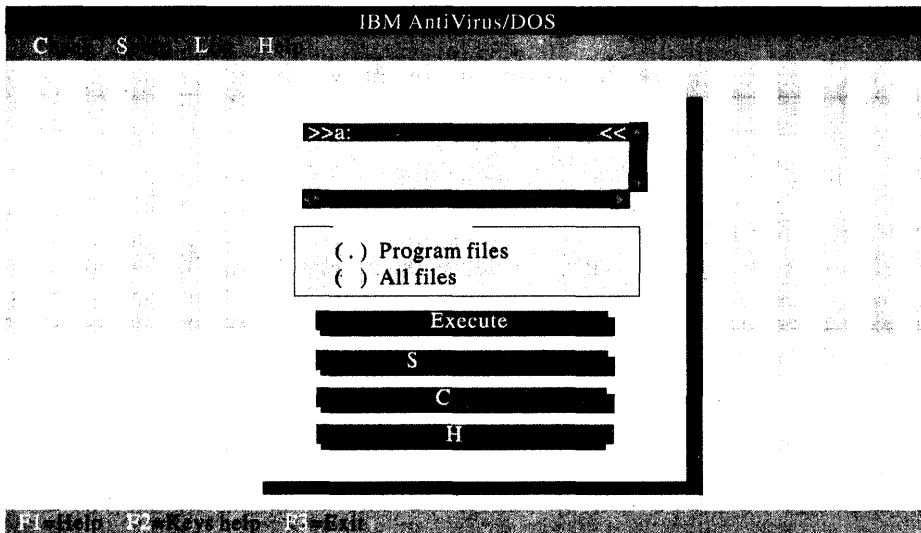 IBM AntiVirus/DOS
C S L H
>>a: <<
(.) Program files
( ) All files
Execute
S
C
H
F1=Help F2=Keys help F3=Exit